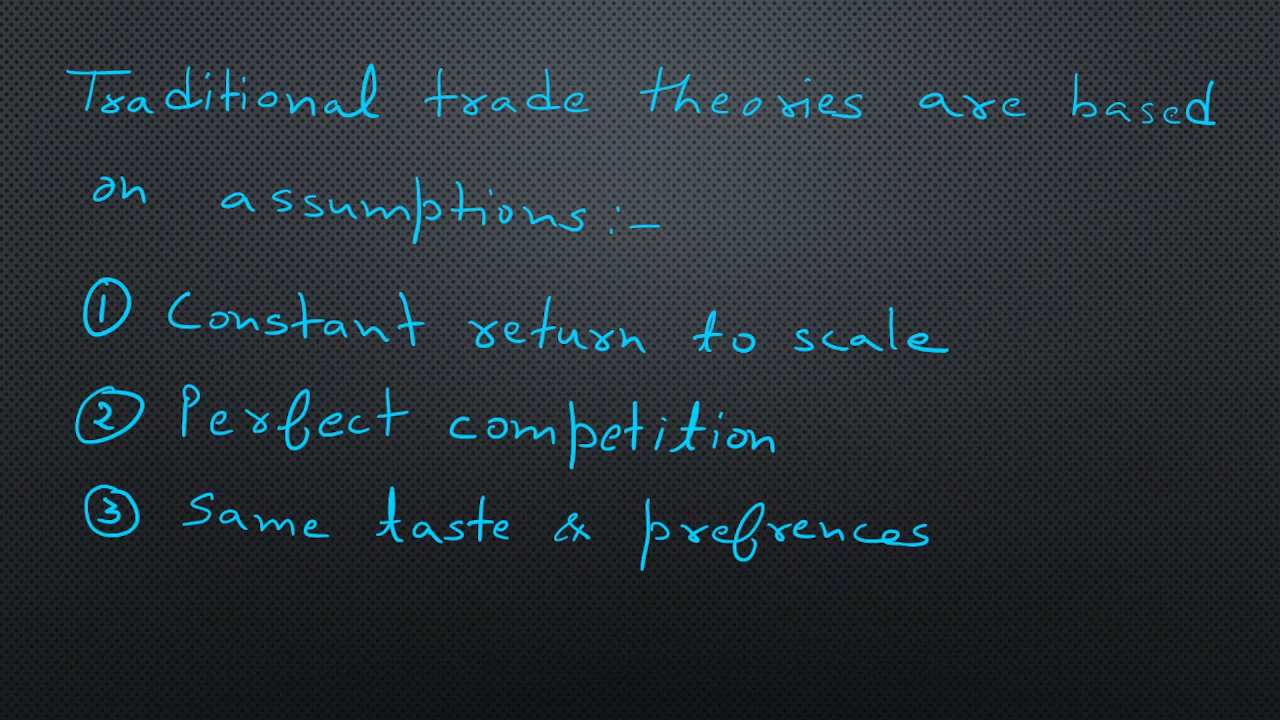 Traditional trade theories are based
on assumptions :-
① Constant return to scale
② Perfect competition
③ Same taste & prefrences